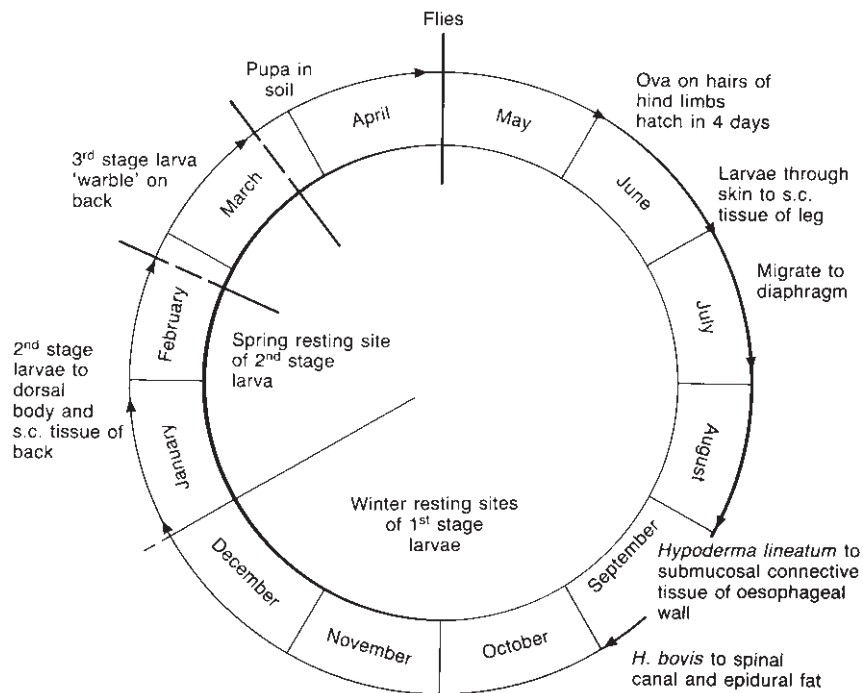 Flies
Pupa in
soil
April
May
Ova on hairs of
hind limbs
hatch in 4 days
3rd stage larva
'warble' on
back
March
June
Larvae through
skin to s.c.
tissue of leg
Migrate to
diaphragm
February
July
2nd stage
larvae to
dorsal
body and
s.c. tissue of
back
Spring resting site
of 2nd stage
larva
January
August
Winter resting sites
of 1st stage
larvae
December
September
Hypoderma lineatum to
submucosal connective
tissue of oesophageal
wall
November
October
H. bovis to spinal
canal and epidural fat